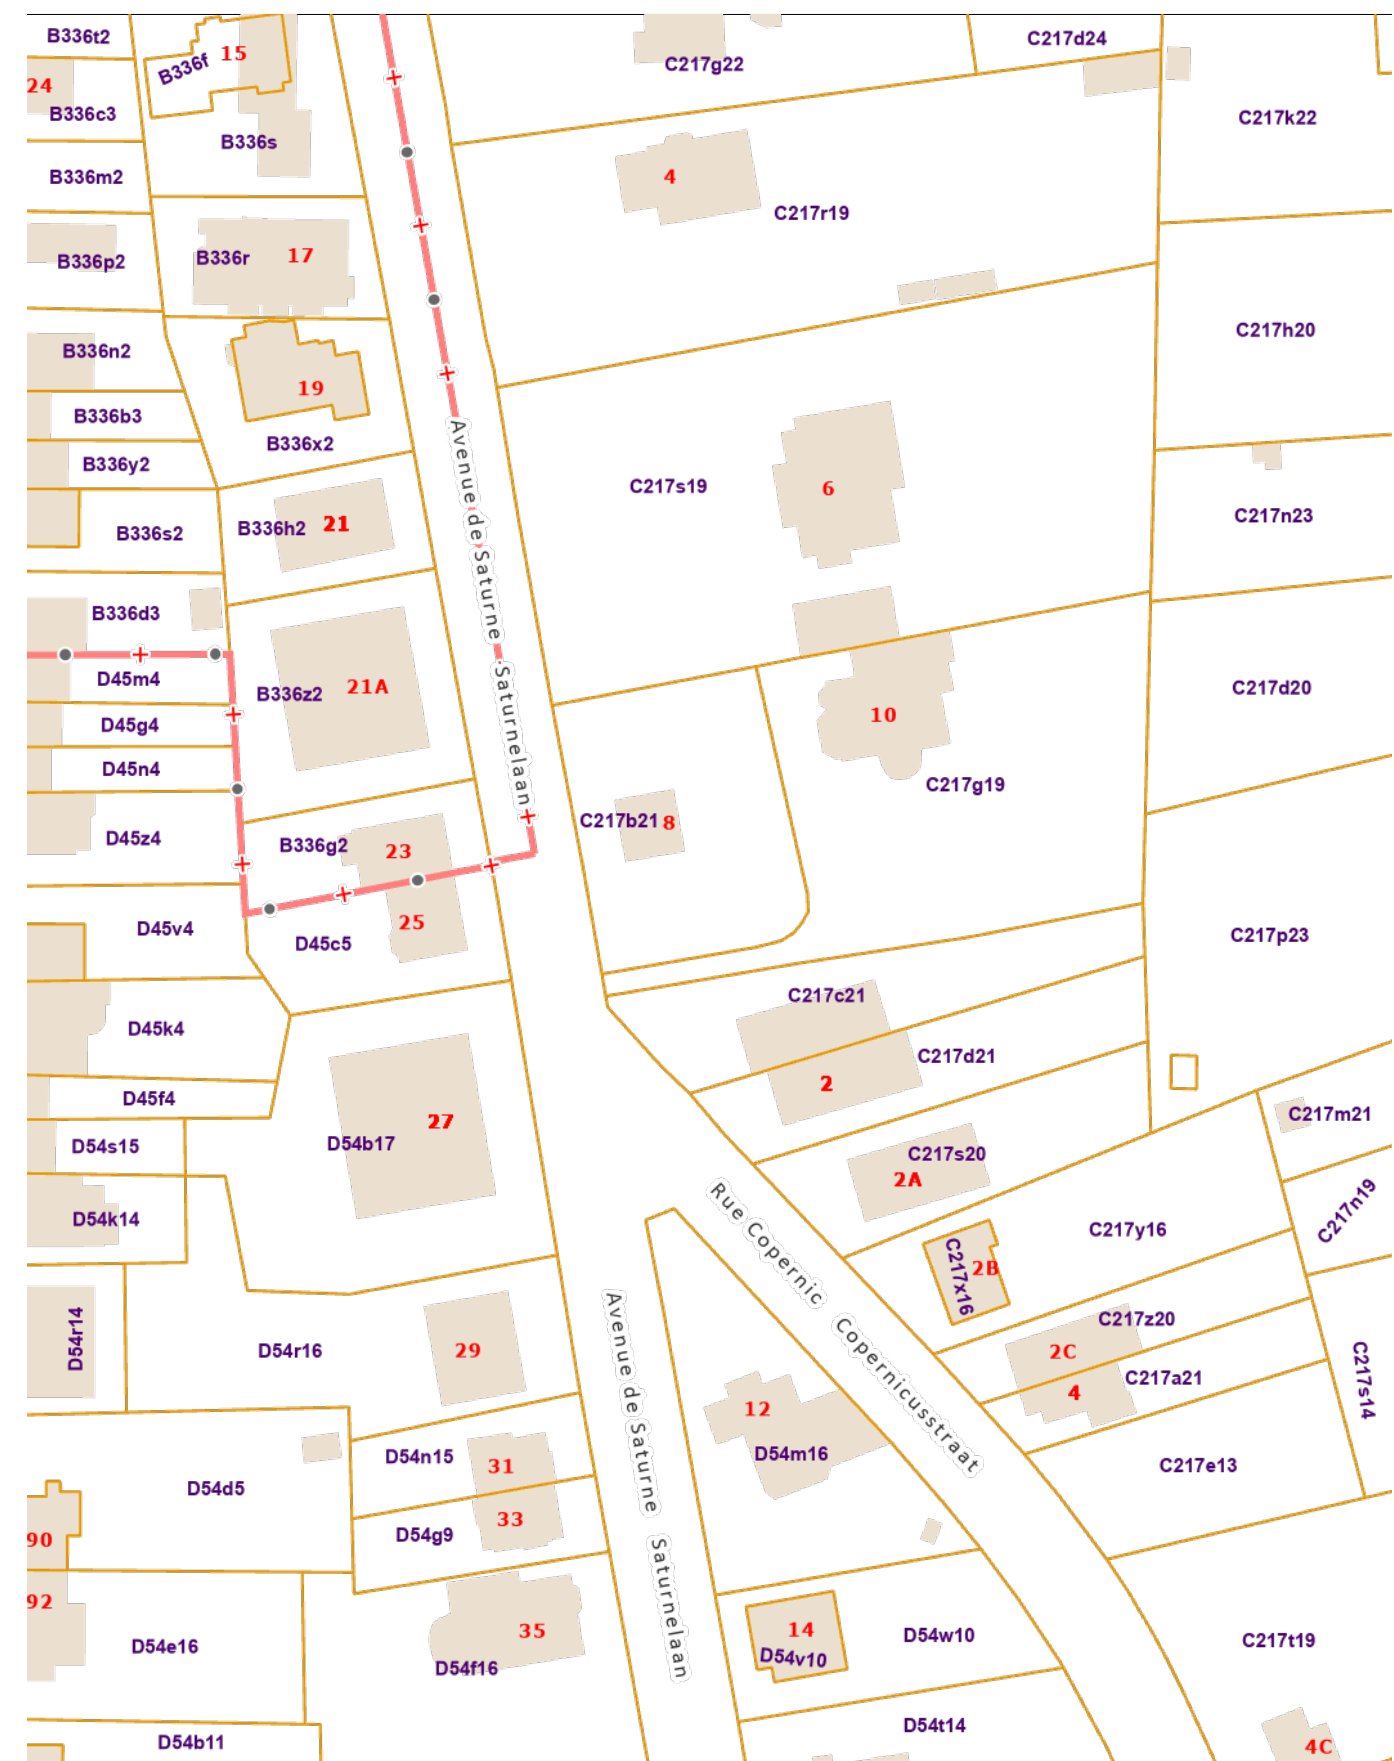 B336t2
B336f
15
C217g22
C217d24
24
B336c3
B336s
C217k22
B336m2
4
C217r19
B336p2
B336r
17
C217h20
B336n2
19
B336b3
B336x2
B336y2
C217s19
6
B336s2
B336h2
21
C217n23
Avenue de Saturne
Saturnelaan
B336d3
D45m4
B336z2
21A
C217d20
D45g4
10
D45n4
C217g19
D45z4
B336g2
23
C217b21
8
D45v4
D45c5
25
C217p23
C217c21
D45k4
C217d21
2
D45f4
D54s15
D54b17
27
C217m21
C217s20
2A
D54k14
Rue Copernic
Copernicusstraat
C217y16
C217n19
C217x16
2B
D54r14
D54r16
29
C217z20
2C
C217a21
4
C217s14
Avenue de Saturne
Saturnelaan
12
D54m16
D54n15
31
C217e13
D54d5
D54g9
33
90
92
D54e16
35
D54f16
14
D54v10
D54w10
C217t19
D54b11
D54t14
4C